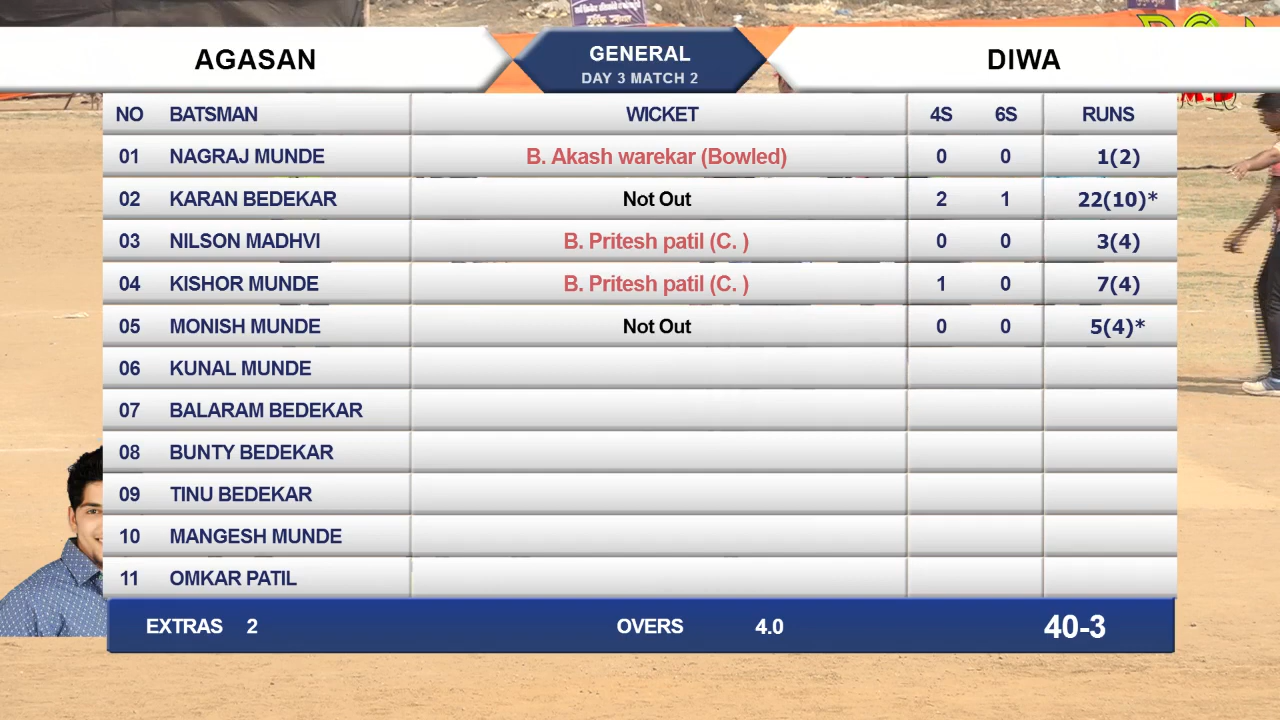 AGASAN
GENERAL
DAY 3 MATCH 2
DIWA
NO BATSMAN WICKET 4S 6S RUNS
01 NAGRAJ MUNDE B. Akash warekar (Bowled) 0 0 1(2)
02 KARAN BEDEKAR Not Out 2 1 22(10)*
03 NILSON MADHVI B. Pritesh patil (C. ) 0 0 3(4)
04 KISHOR MUNDE B. Pritesh patil (C. ) 1 0 7(4)
05 MONISH MUNDE Not Out 0 0 5(4)*
06 KUNAL MUNDE
07 BALARAM BEDEKAR
08 BUNTY BEDEKAR
09 TINU BEDEKAR
10 MANGESH MUNDE
11 OMKAR PATIL
EXTRAS 2 OVERS 4.0 40-3